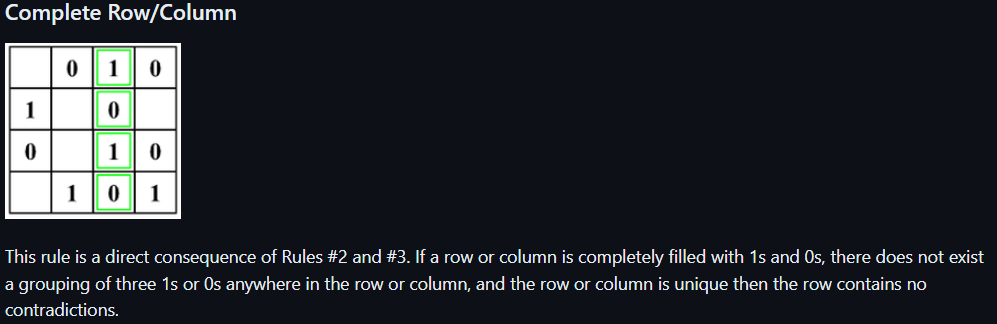 Complete Row/Column
0 1 0
1 0
0 1 0
1 0 1
This rule is a direct consequence of Rules #2 and #3. If a row or column is completely filled with 1s and 0s, there does not exist
a grouping of three 1s or 0s anywhere in the row or column, and the row or column is unique then the row contains no
contradictions.